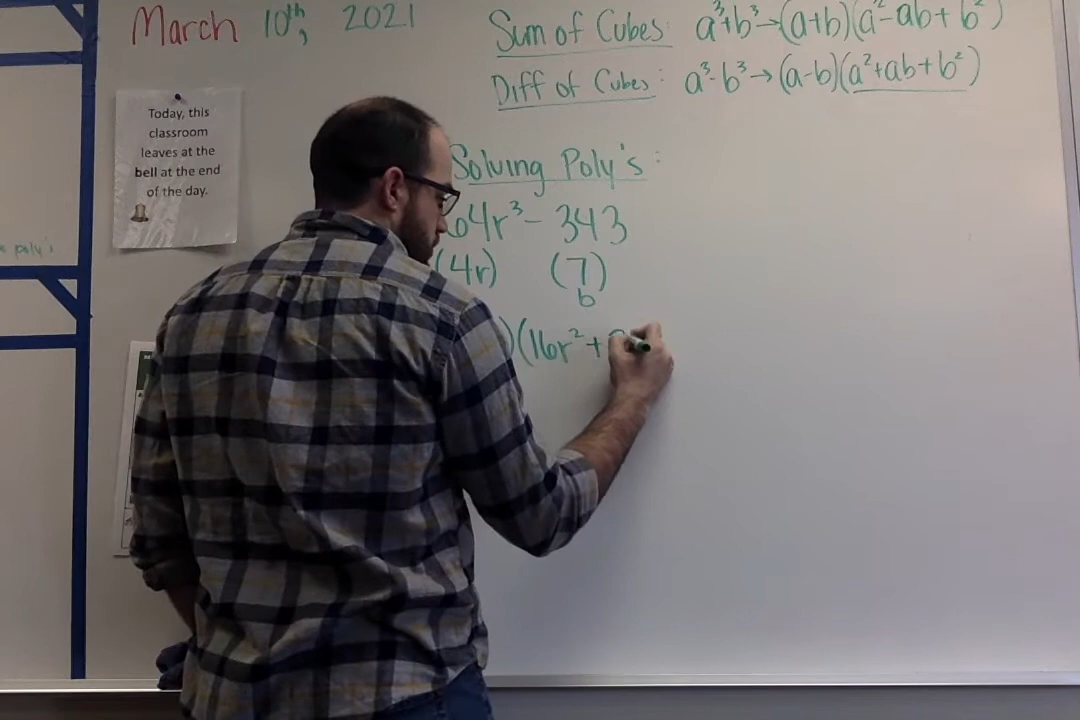 March 10th, 2021
Sum of Cubes: a³+b³→(a+b)(a²-ab+b²)
Diff of Cubes: a³-b³→(a-b)(a²+ab+b²)
Today, this
classroom
leaves at the
bell at the end
of the day.
Solving Poly's:
64r³-343
(4r) (7)
b
)(16r²+
poly's